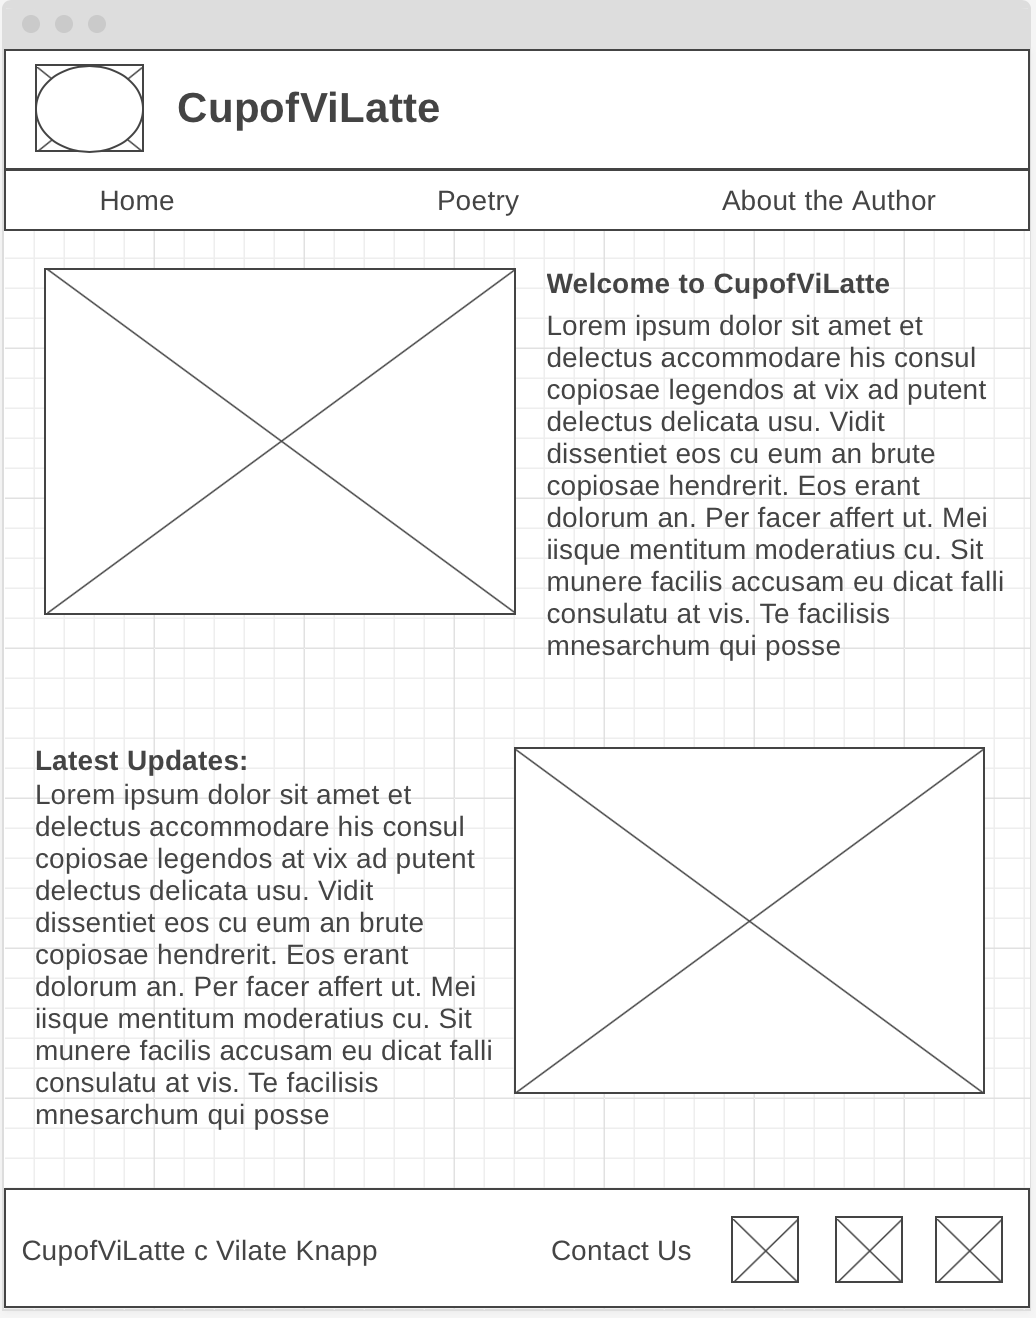 CupofViLatte
Home
Poetry
About the Author
Welcome to CupofViLatte
Lorem ipsum dolor sit amet et
delectus accommodare his consul
copiosae legendos at vix ad putent
delectus delicata usu. Vidit
dissentiet eos cu eum an brute
copiosae hendrerit. Eos erant
dolorum an. Per facer affert ut. Mei
iisque mentitum moderatius cu. Sit
munere facilis accusam eu dicat falli
consulatu at vis. Te facilisis
mnesarchum qui posse
Latest Updates:
Lorem ipsum dolor sit amet et
delectus accommodare his consul
copiosae legendos at vix ad putent
delectus delicata usu. Vidit
dissentiet eos cu eum an brute
copiosae hendrerit. Eos erant
dolorum an. Per facer affert ut. Mei
iisque mentitum moderatius cu. Sit
munere facilis accusam eu dicat falli
consulatu at vis. Te facilisis
mnesarchum qui posse
CupofViLatte c Vilate Knapp
Contact Us